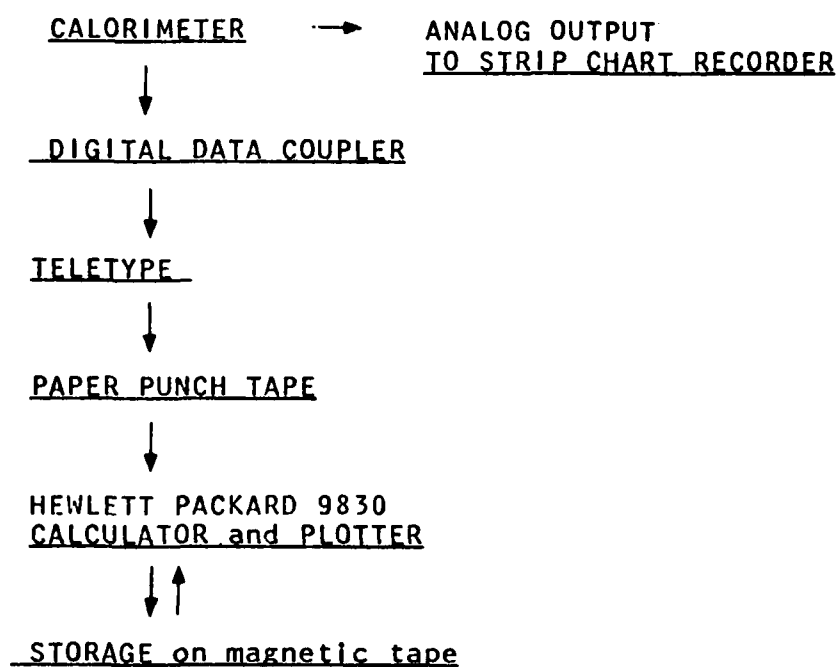 CALORIMETER → ANALOG OUTPUT
TO STRIP CHART RECORDER
↓
DIGITAL DATA COUPLER
↓
TELETYPE
↓
PAPER PUNCH TAPE
↓
HEWLETT PACKARD 9830
CALCULATOR and PLOTTER
↓ ↑
STORAGE on magnetic tape